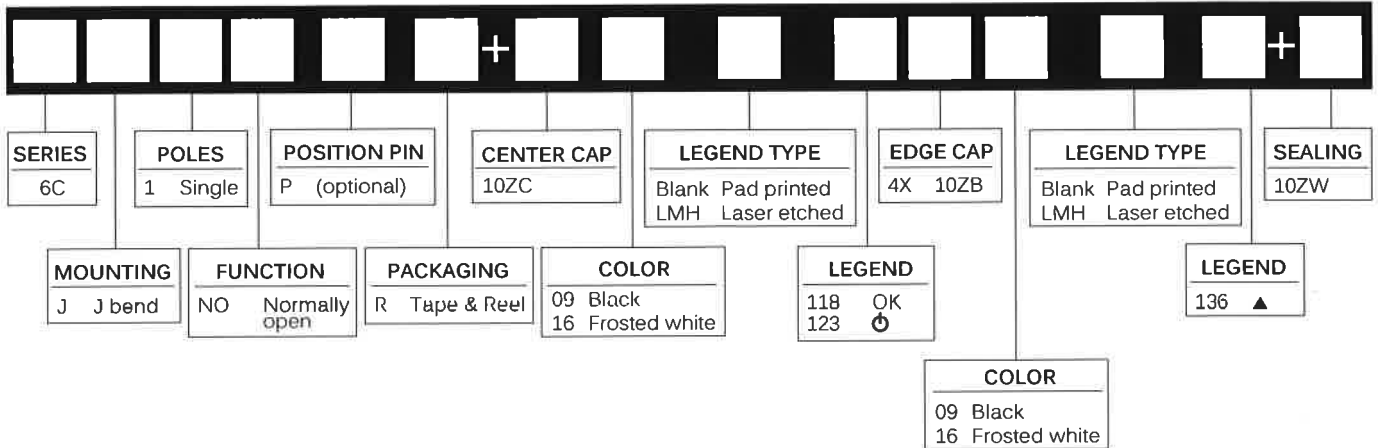 + +
SERIES
6C
POLES
1 Single
POSITION PIN
P (optional)
CENTER CAP
10ZC
LEGEND TYPE
Blank Pad printed
LMH Laser etched
EDGE CAP
4X 10ZB
LEGEND TYPE
Blank Pad printed
LMH Laser etched
SEALING
10ZW
MOUNTING
J J bend
FUNCTION
NO Normally
open
PACKAGING
R Tape & Reel
COLOR
09 Black
16 Frosted white
LEGEND
118 OK
123 ⏻
LEGEND
136 ▲
COLOR
09 Black
16 Frosted white